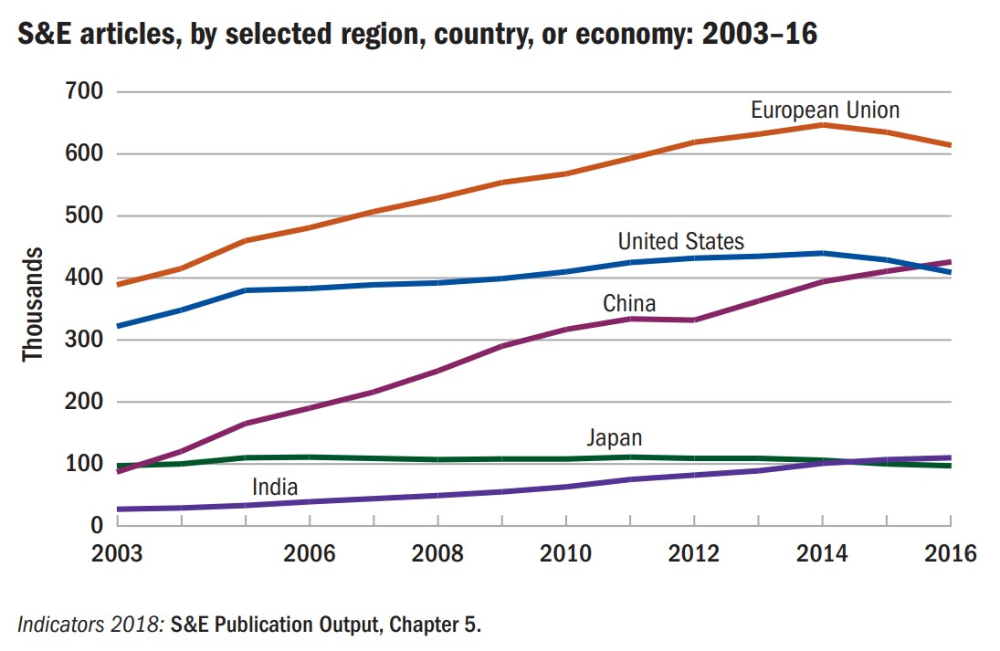 S&E articles, by selected region, country, or economy: 2003–16
700
European Union
600
500
United States
400
China
Thousands
300
200
Japan
100
India
0
2003 2006 2008 2010 2012 2014 2016
Indicators 2018: S&E Publication Output, Chapter 5.